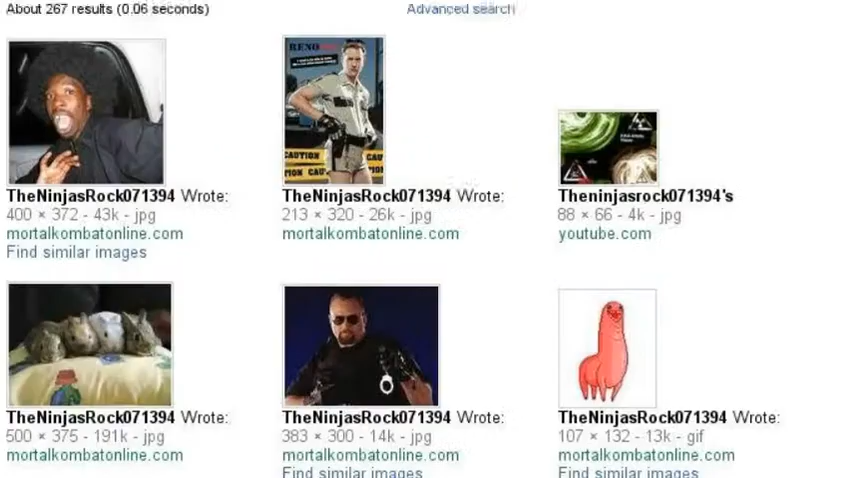 About 267 results (0.06 seconds)
Advanced search
RENO
CAUTION
CAU
TION CAU
TheNinjasRock071394 Wrote:
400 × 372 - 43k - jpg
mortalkombatonline.com
Find similar images
TheNinjasRock071394 Wrote:
213 × 320 - 26k - jpg
mortalkombatonline.com
Theninjasrock071394's
88 × 66 - 4k - jpg
youtube.com
TheNinjasRock071394 Wrote:
500 × 375 - 191k - jpg
mortalkombatonline.com
TheNinjasRock071394 Wrote:
383 × 300 - 14k - jpg
mortalkombatonline.com
Find similar images
TheNinjasRock071394 Wrote:
107 × 132 - 13k - gif
mortalkombatonline.com
Find similar images